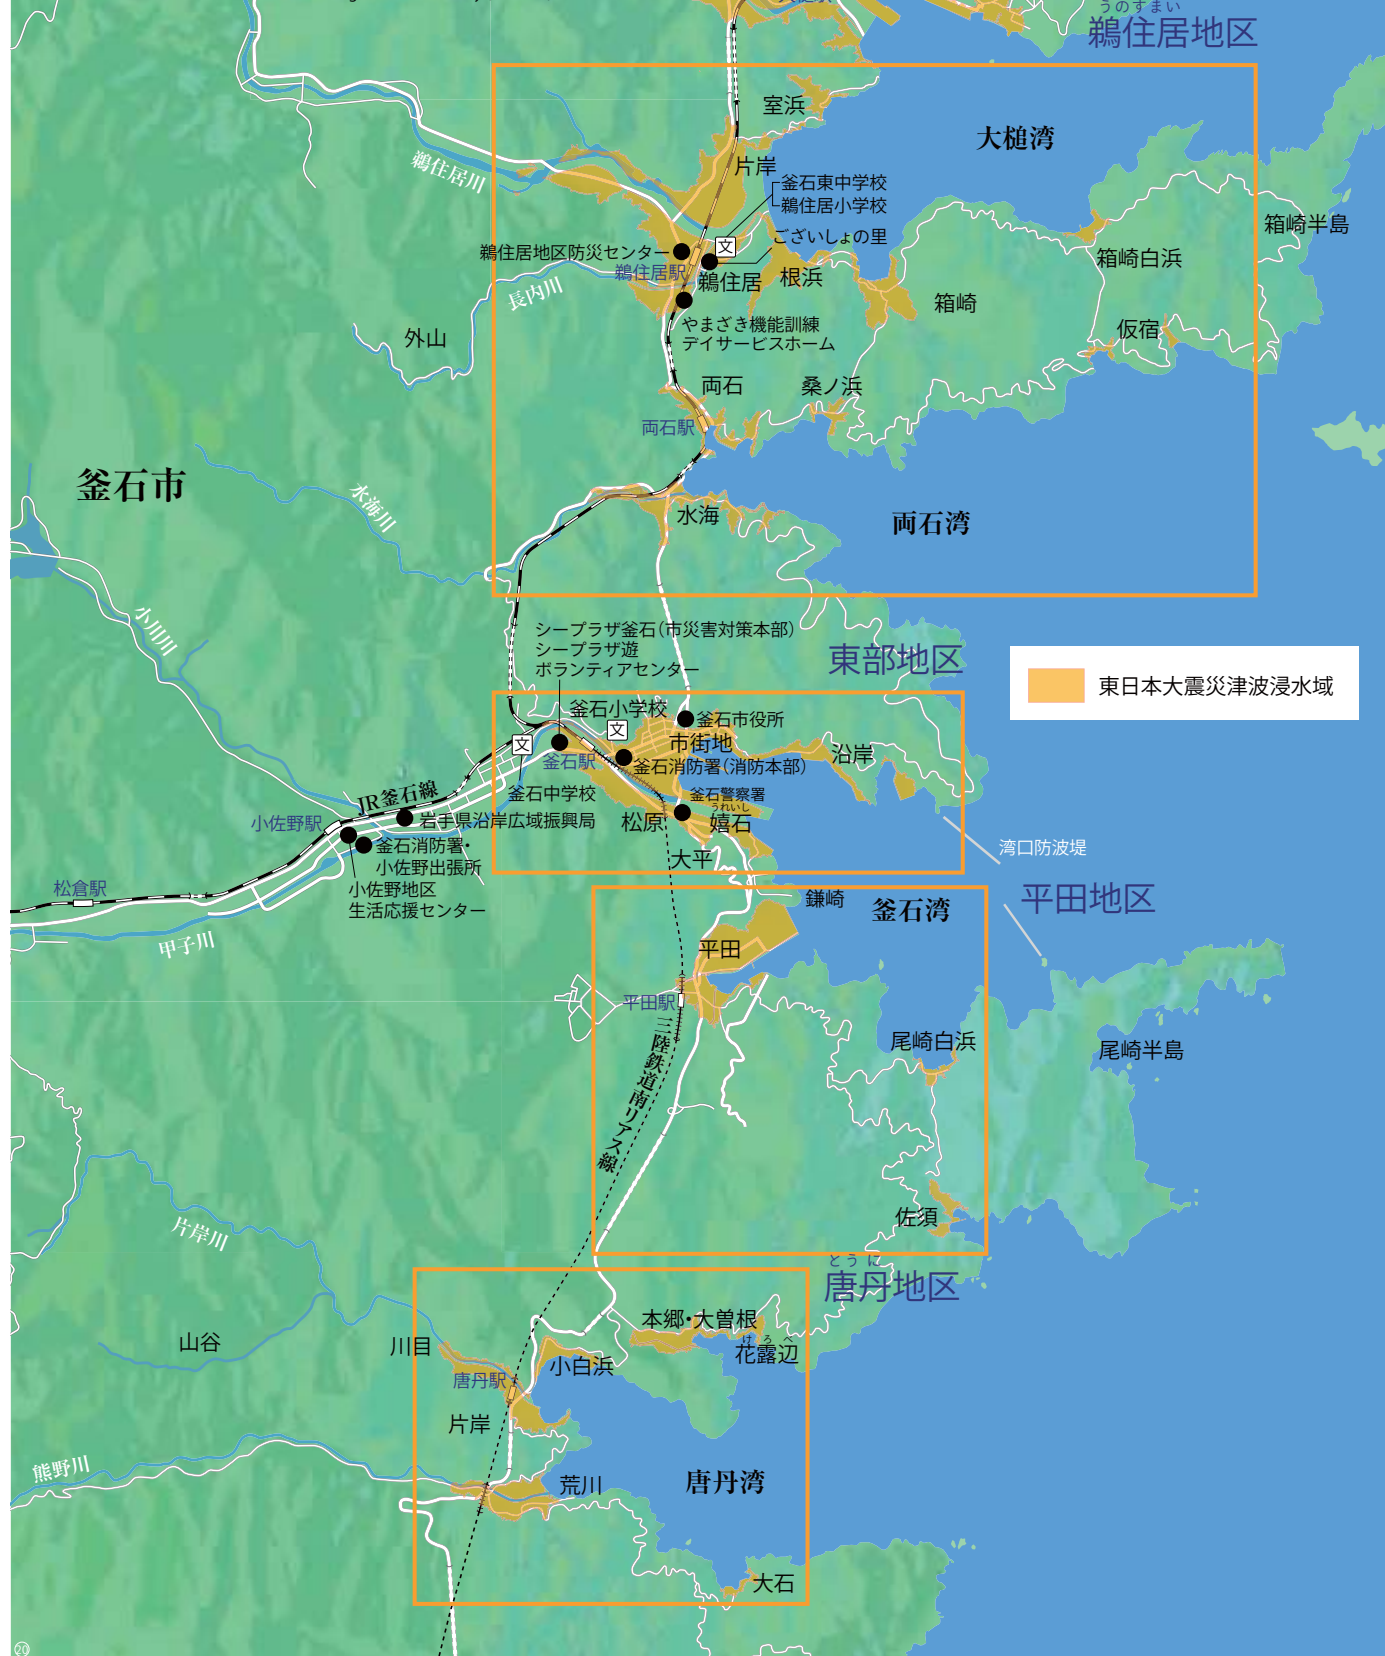 うのすまい
鵜住居地区
室浜
大槌湾
鵜住居川
片岸
釜石東中学校
鵜住居小学校
箱崎半島
ございしょの里
鵜住居地区防災センター
文
鵜住居駅
鵜住居
根浜
箱崎白浜
長内川
箱崎
外山
やまざき機能訓練
デイサービスホーム
仮宿
両石
桑ノ浜
両石駅
釜石市
水海川
水海
両石湾
小川川
シープラザ釜石(市災害対策本部)
シープラザ遊
ボランティアセンター
東部地区
東日本大震災津波浸水域
釜石小学校
文
釜石市役所
文
市街地
沿岸
釜石駅
釜石消防署(消防本部)
釜石中学校
釜石警察署
JR釜石線
うれいし
嬉石
松原
小佐野駅
岩手県沿岸広域振興局
釜石消防署・
小佐野出張所
大平
湾口防波堤
松倉駅
小佐野地区
生活応援センター
鎌崎
釜石湾
平田地区
甲子川
平田
平田駅
三陸鉄道南リアス線
尾崎白浜
尾崎半島
片岸川
佐須
とうに
唐丹地区
山谷
川目
本郷・大曽根
けろべ
花露辺
小白浜
唐丹駅
片岸
熊野川
荒川
唐丹湾
大石
20